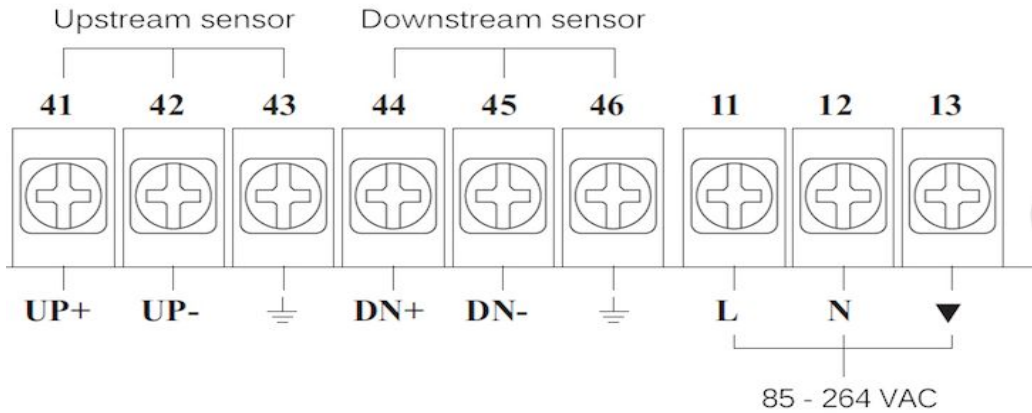 Upstream sensor Downstream sensor
41 42 43 44 45 46 11 12 13
UP+ UP- DN+ DN- L N
85 - 264 VAC